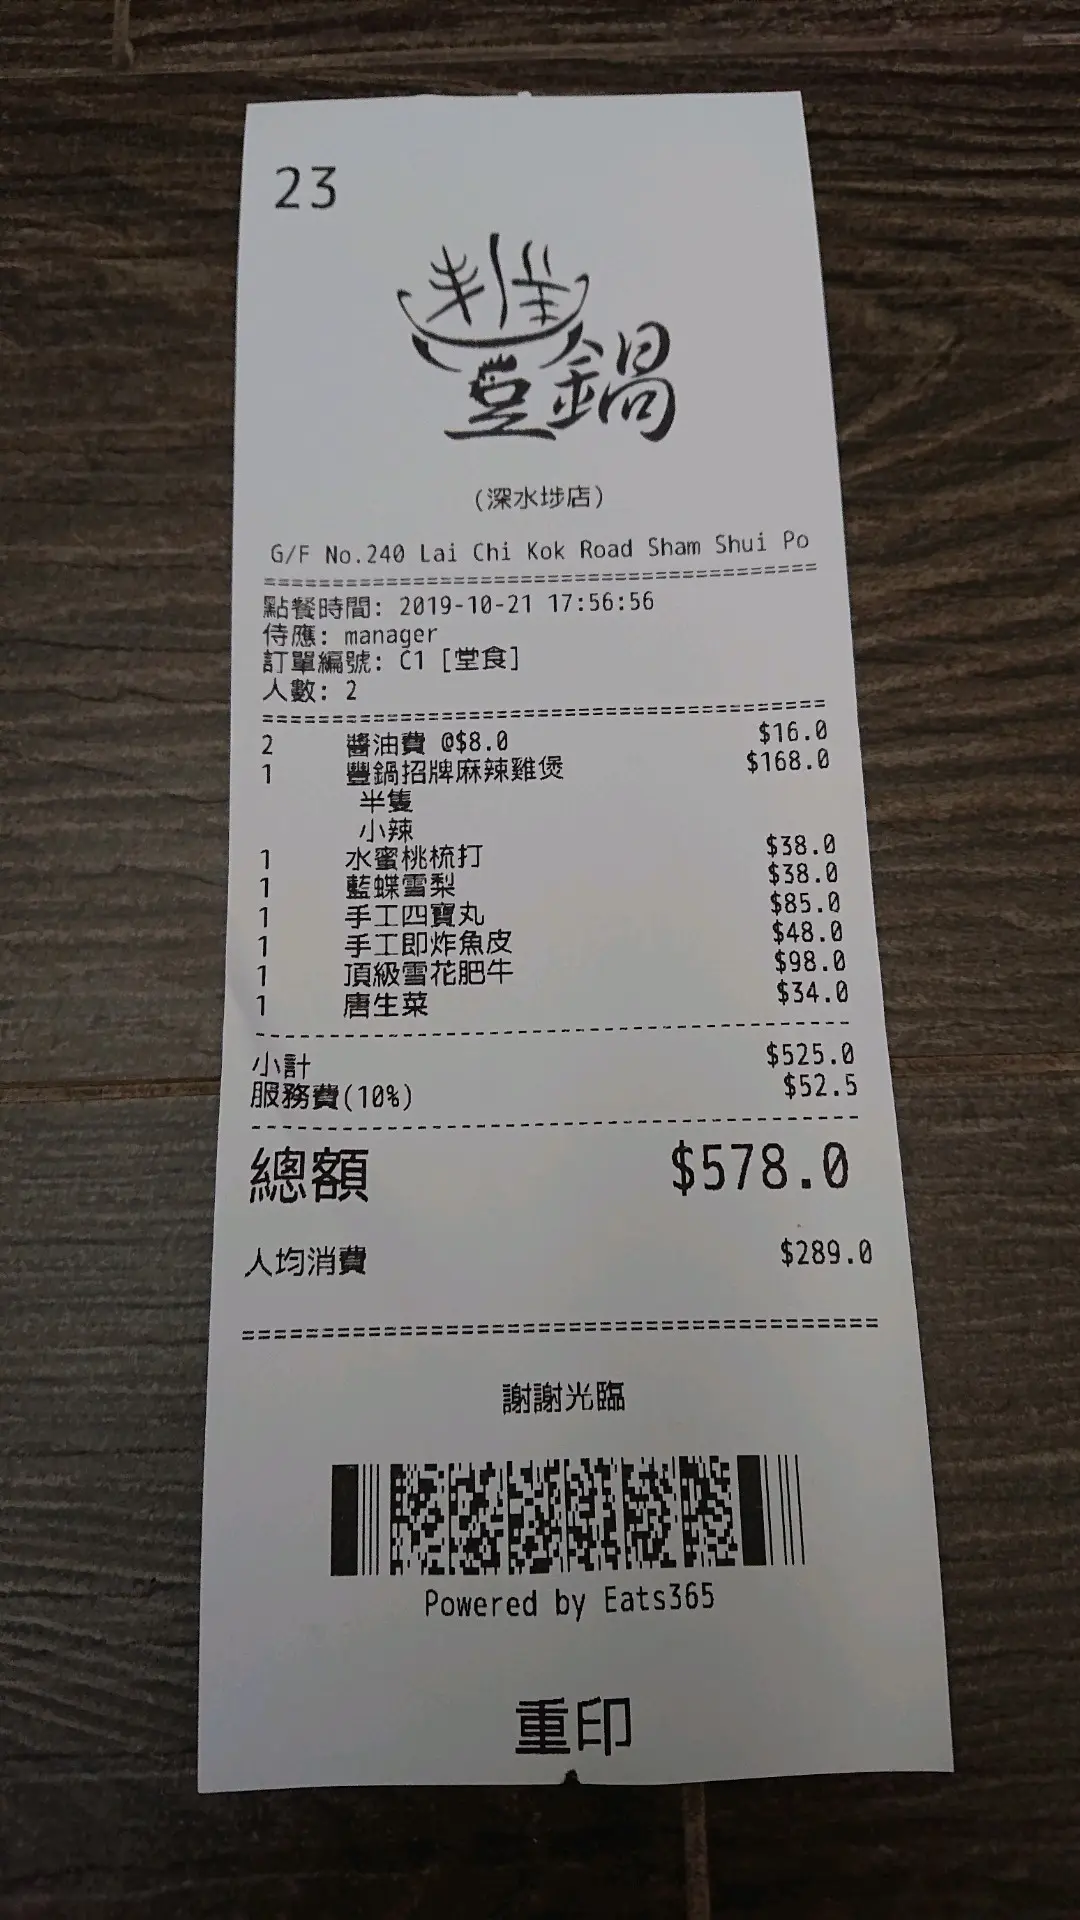 23
豐鍋
(深水埗店)
G/F No.240 Lai Chi Kok Road Sham Shui Po
========================================
點餐時間: 2019-10-21 17:56:56
侍應: manager
訂單編號: C1 [堂食]
人數: 2
========================================
2 醬油費 @$8.0 $16.0
1 豐鍋招牌麻辣雞煲 $168.0
半隻
小辣
1 水蜜桃梳打 $38.0
1 藍蝶雪梨 $38.0
1 手工四寶丸 $85.0
1 手工即炸魚皮 $48.0
1 頂級雪花肥牛 $98.0
1 唐生菜 $34.0
小計 $525.0
服務費(10%) $52.5
總額 $578.0
人均消費 $289.0
========================================
謝謝光臨
Powered by Eats365
重印